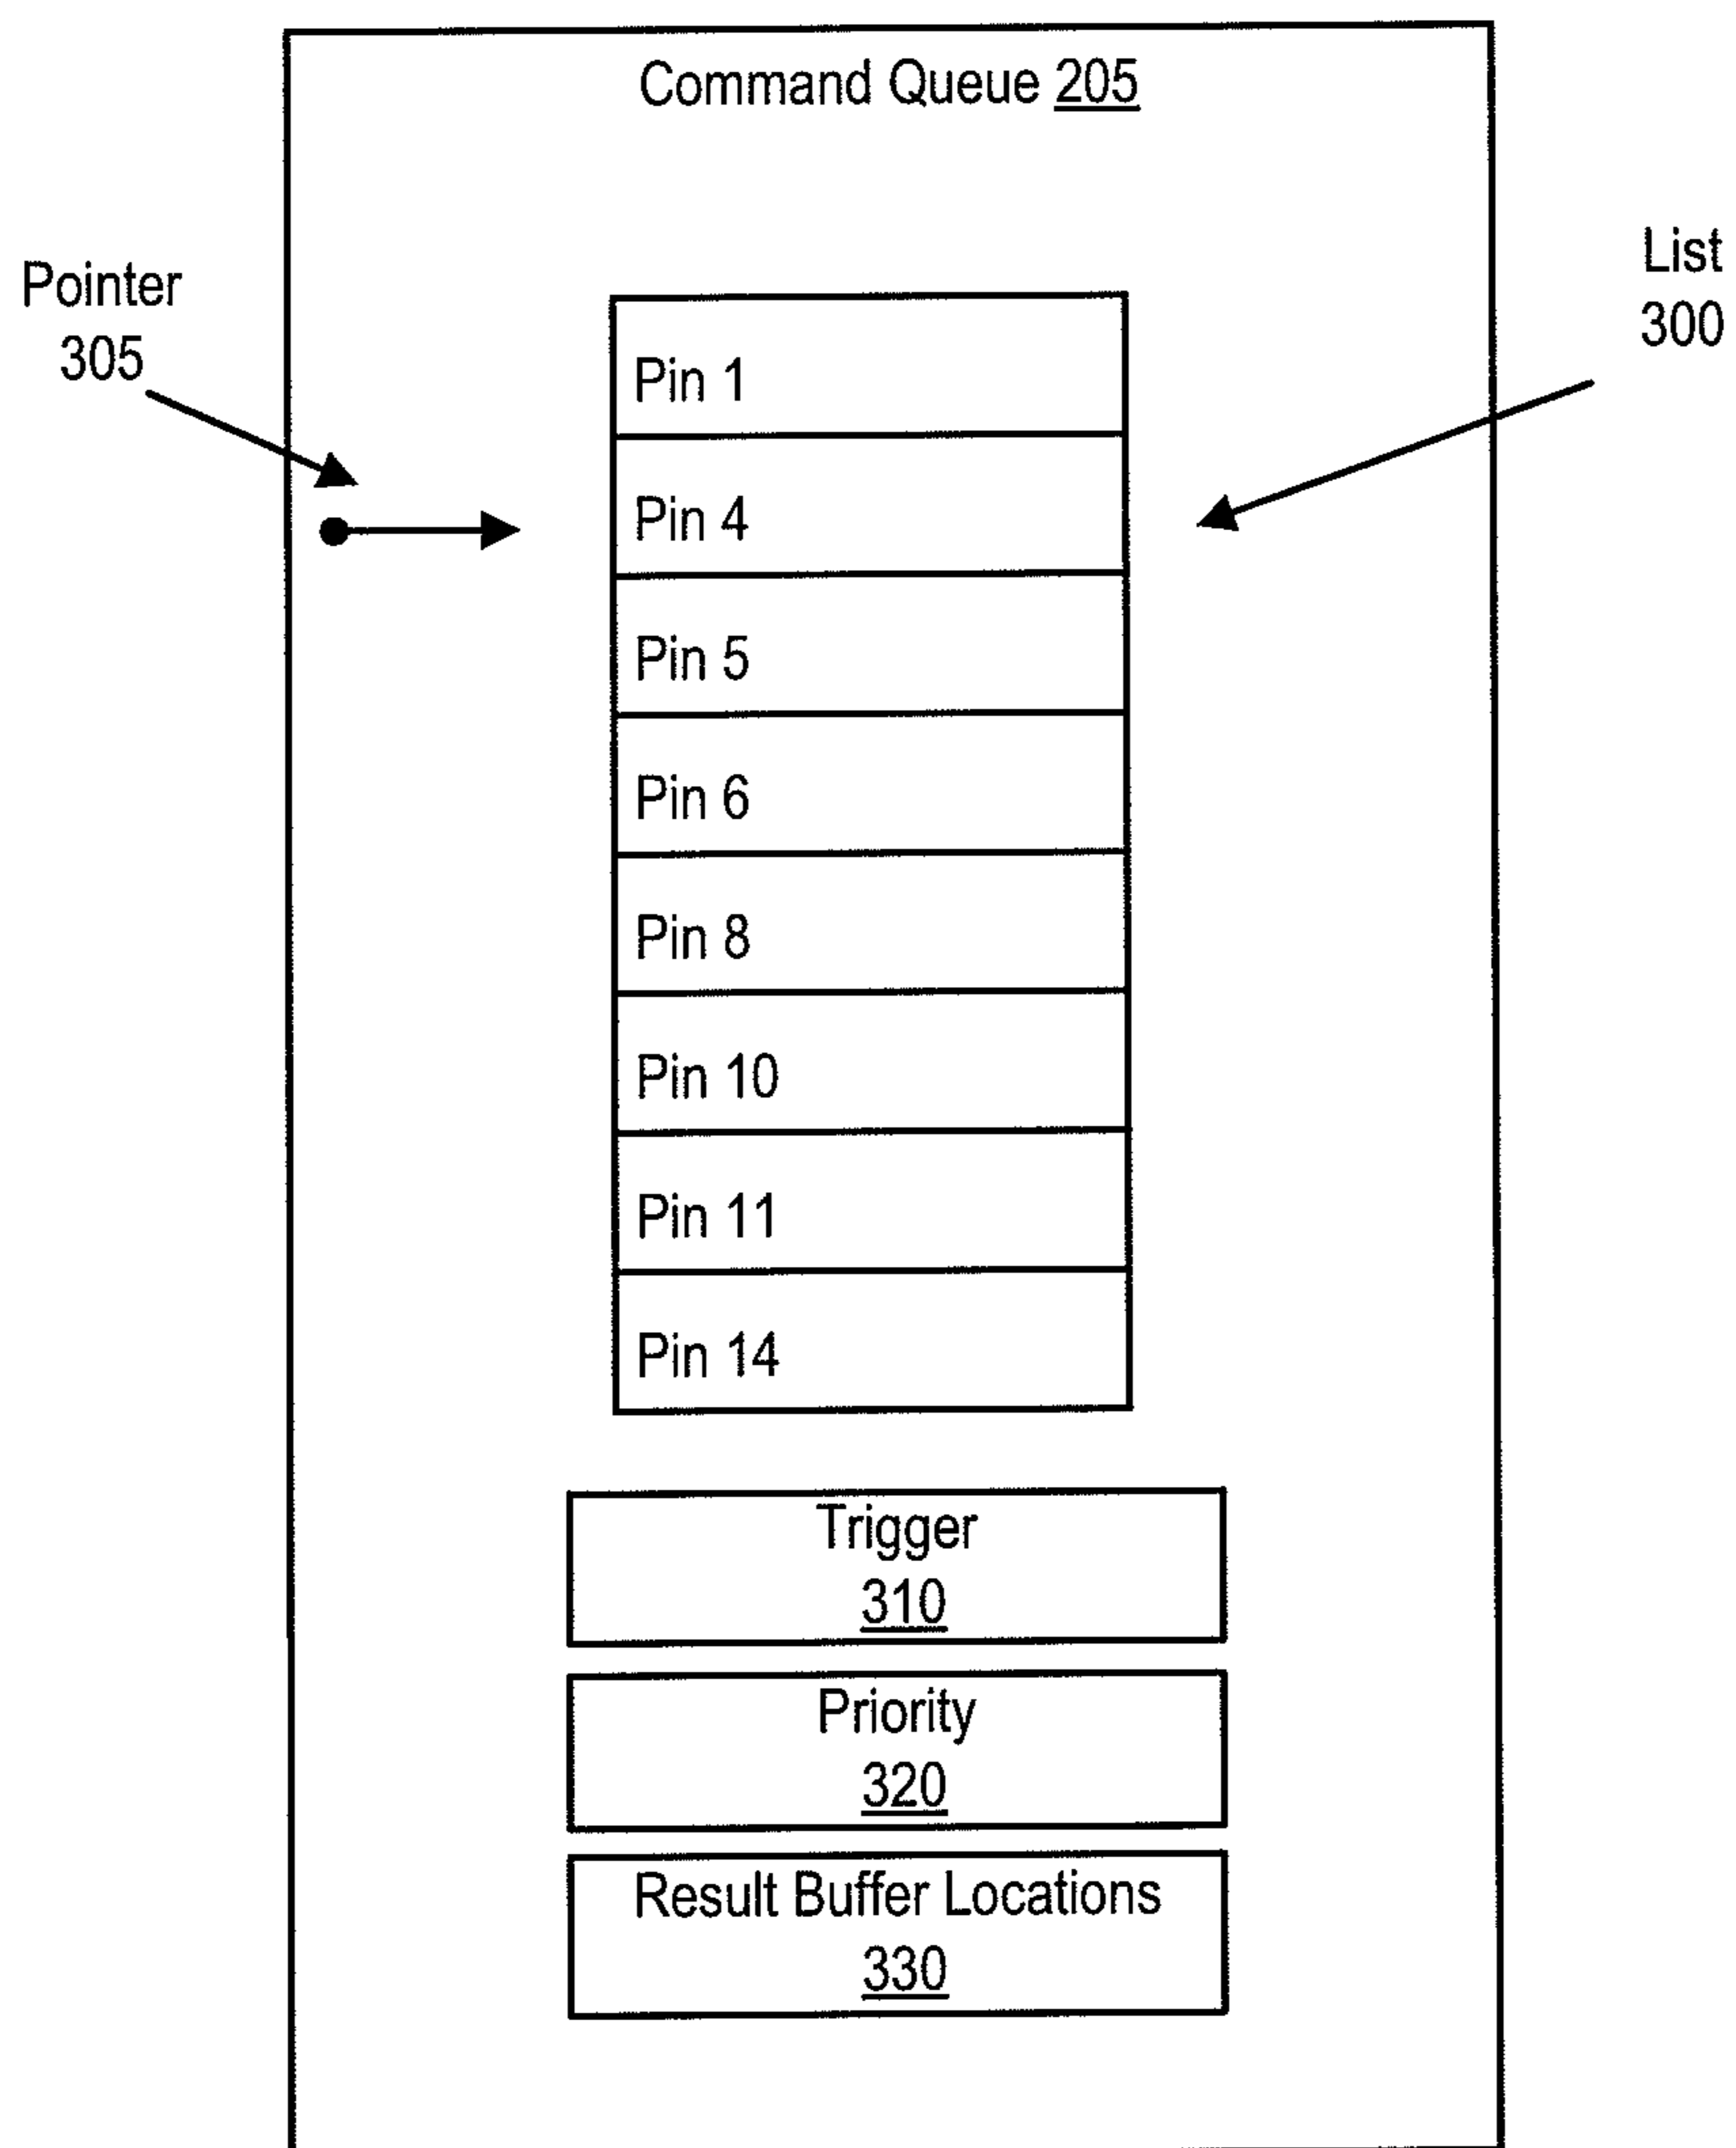 Command Queue 205
Pointer
305
List
300
Pin 1
Pin 4
Pin 5
Pin 6
Pin 8
Pin 10
Pin 11
Pin 14
Trigger
310
Priority
320
Result Buffer Locations
330